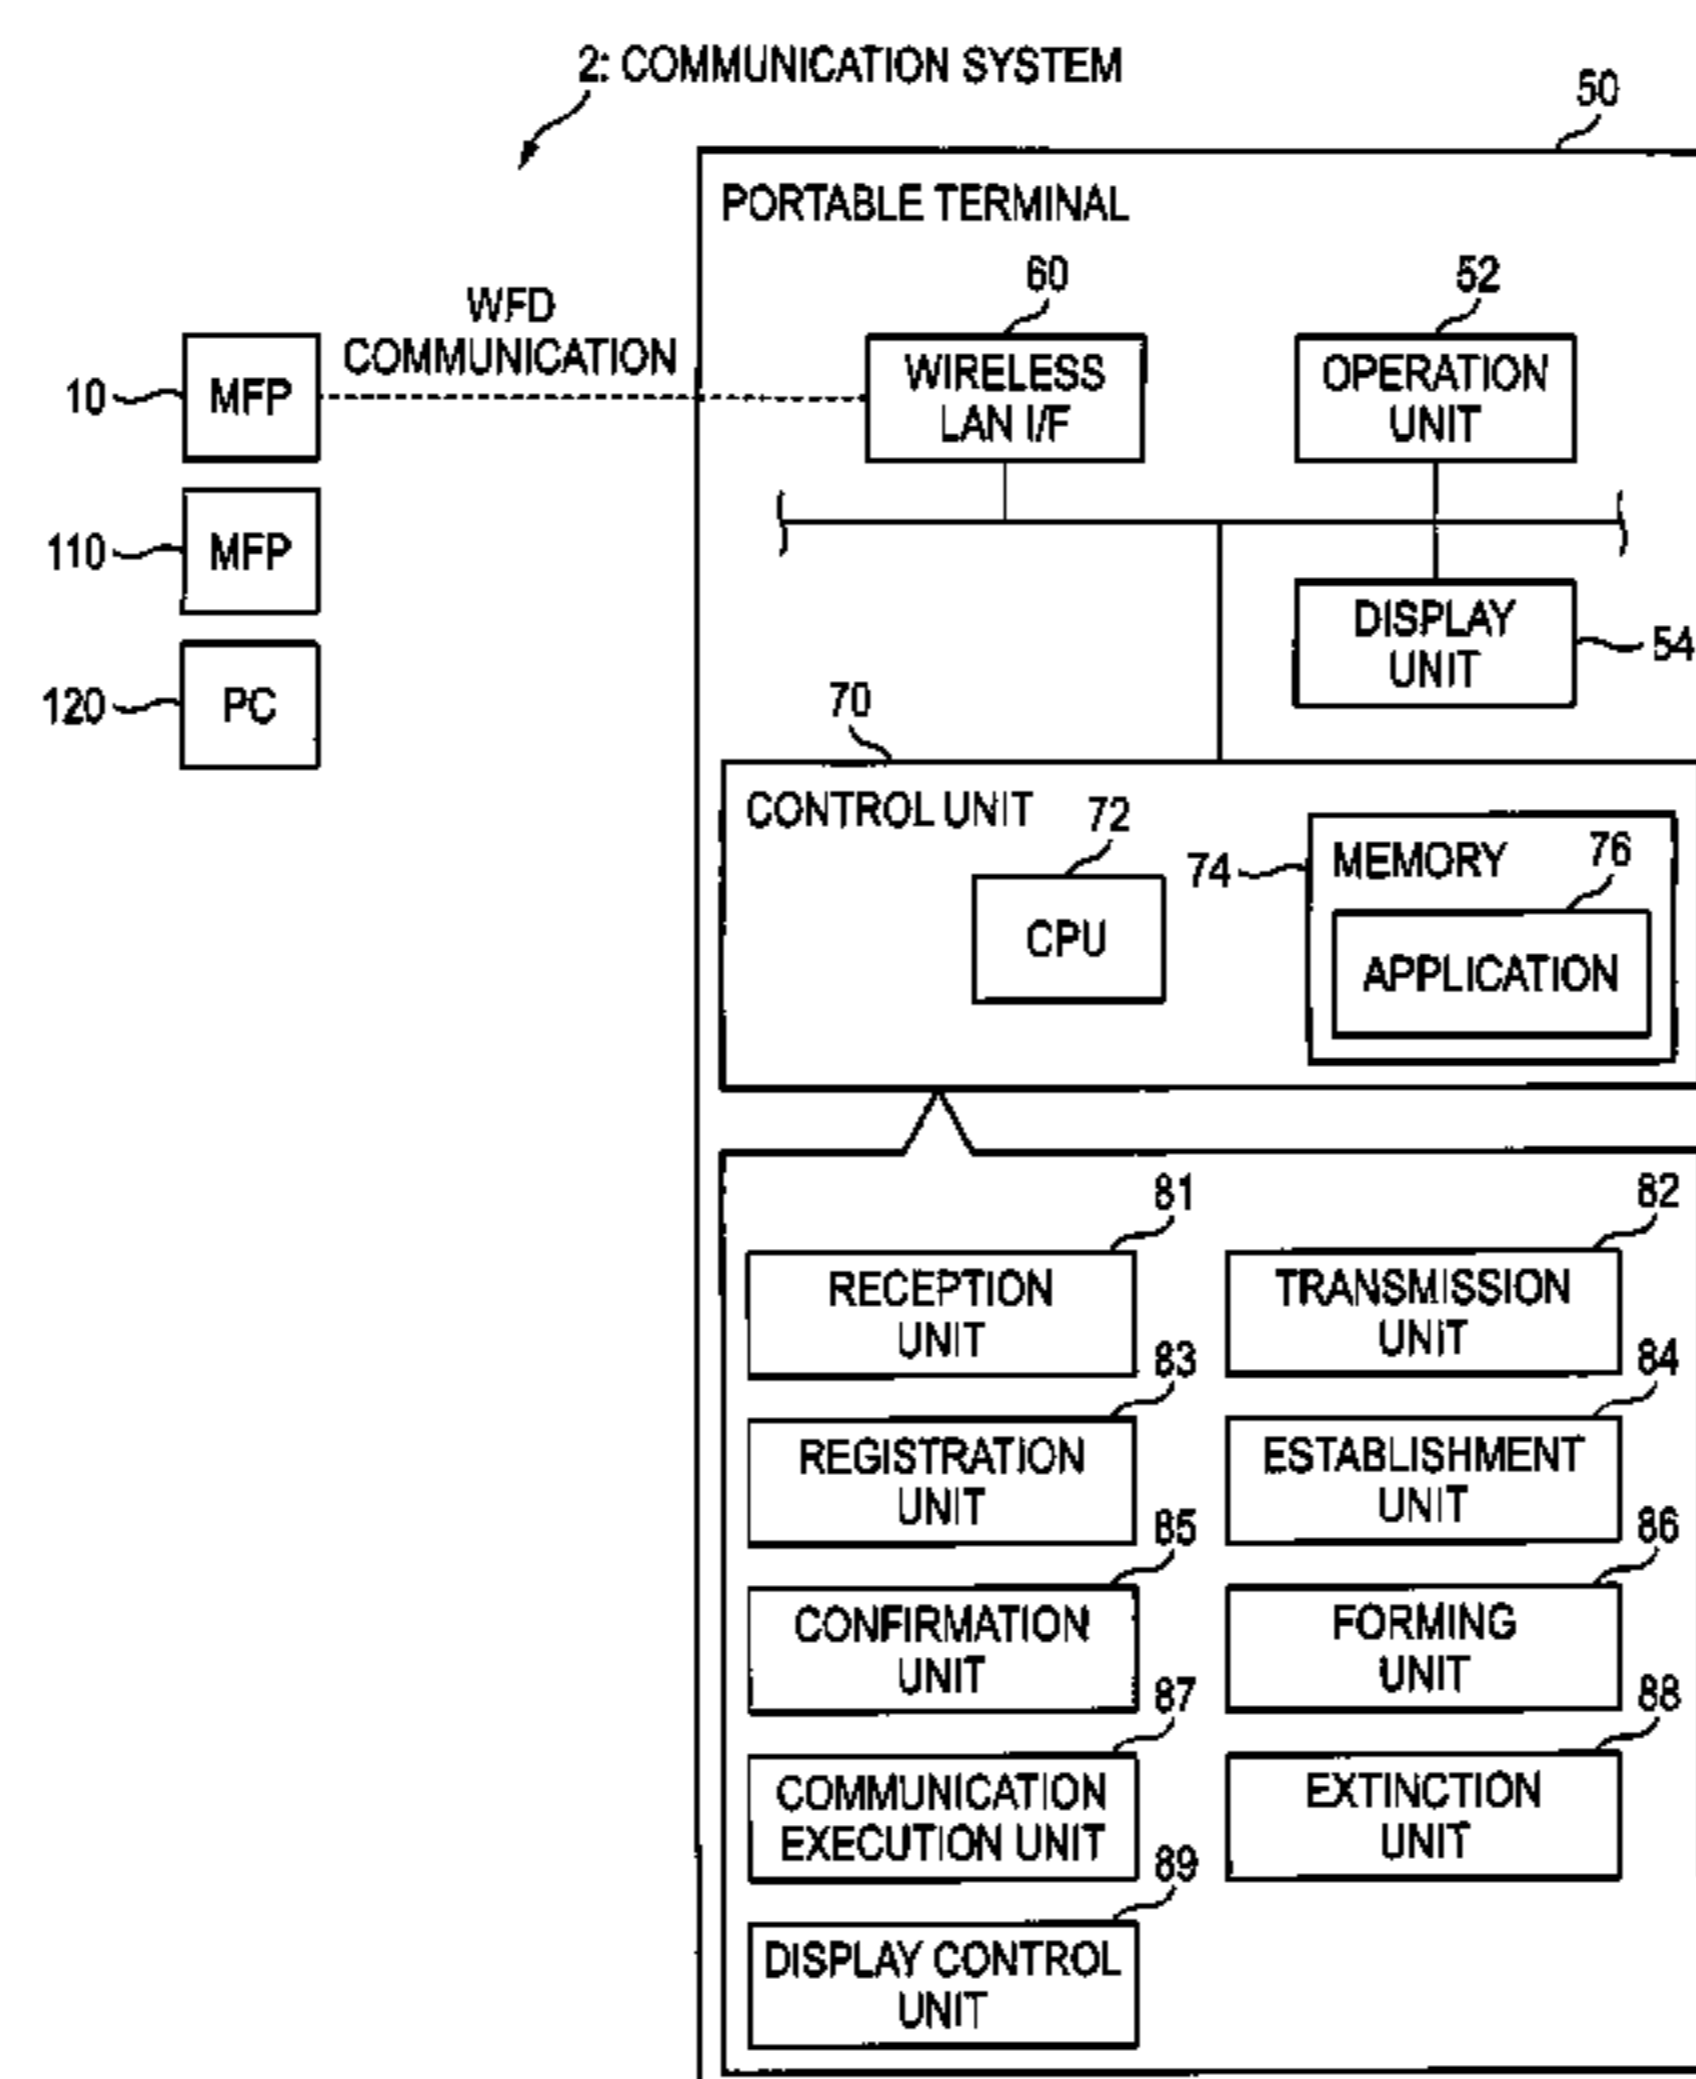 2: COMMUNICATION SYSTEM
50
PORTABLE TERMINAL
60
52
WFD
COMMUNICATION
10
MFP
WIRELESS
LAN I/F
OPERATION
UNIT
110
MFP
DISPLAY
UNIT
54
120
PC
70
CONTROL UNIT
72
CPU
74
MEMORY
76
APPLICATION
81
RECEPTION
UNIT
82
TRANSMISSION
UNIT
83
REGISTRATION
UNIT
84
ESTABLISHMENT
UNIT
85
CONFIRMATION
UNIT
86
FORMING
UNIT
87
COMMUNICATION
EXECUTION UNIT
88
EXTINCTION
UNIT
89
DISPLAY CONTROL
UNIT